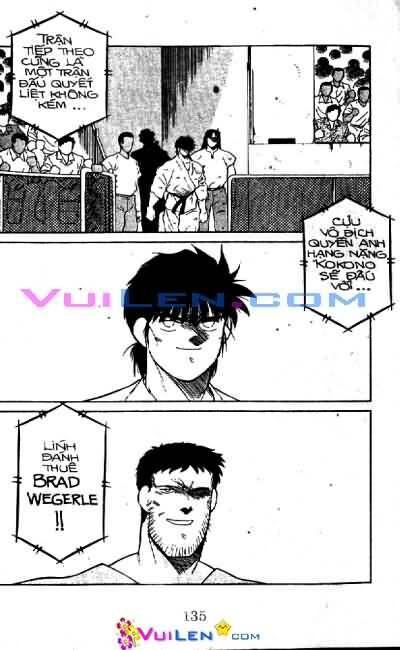 TRẬN
TIẾP THEO
CŨNG LÀ
MỘT TRẬN
ĐẤU QUYẾT
LIỆT KHÔNG
KÉM ...
CỰU
VÔ ĐỊCH
QUYỀN ANH
HẠNG NẶNG
KOKONO
SẼ ĐẤU
VỚI ...
VUILEN.COM
LÍNH
ĐÁNH
THUÊ
BRAD
WEGERLE
!!
135
VUILEN.COM